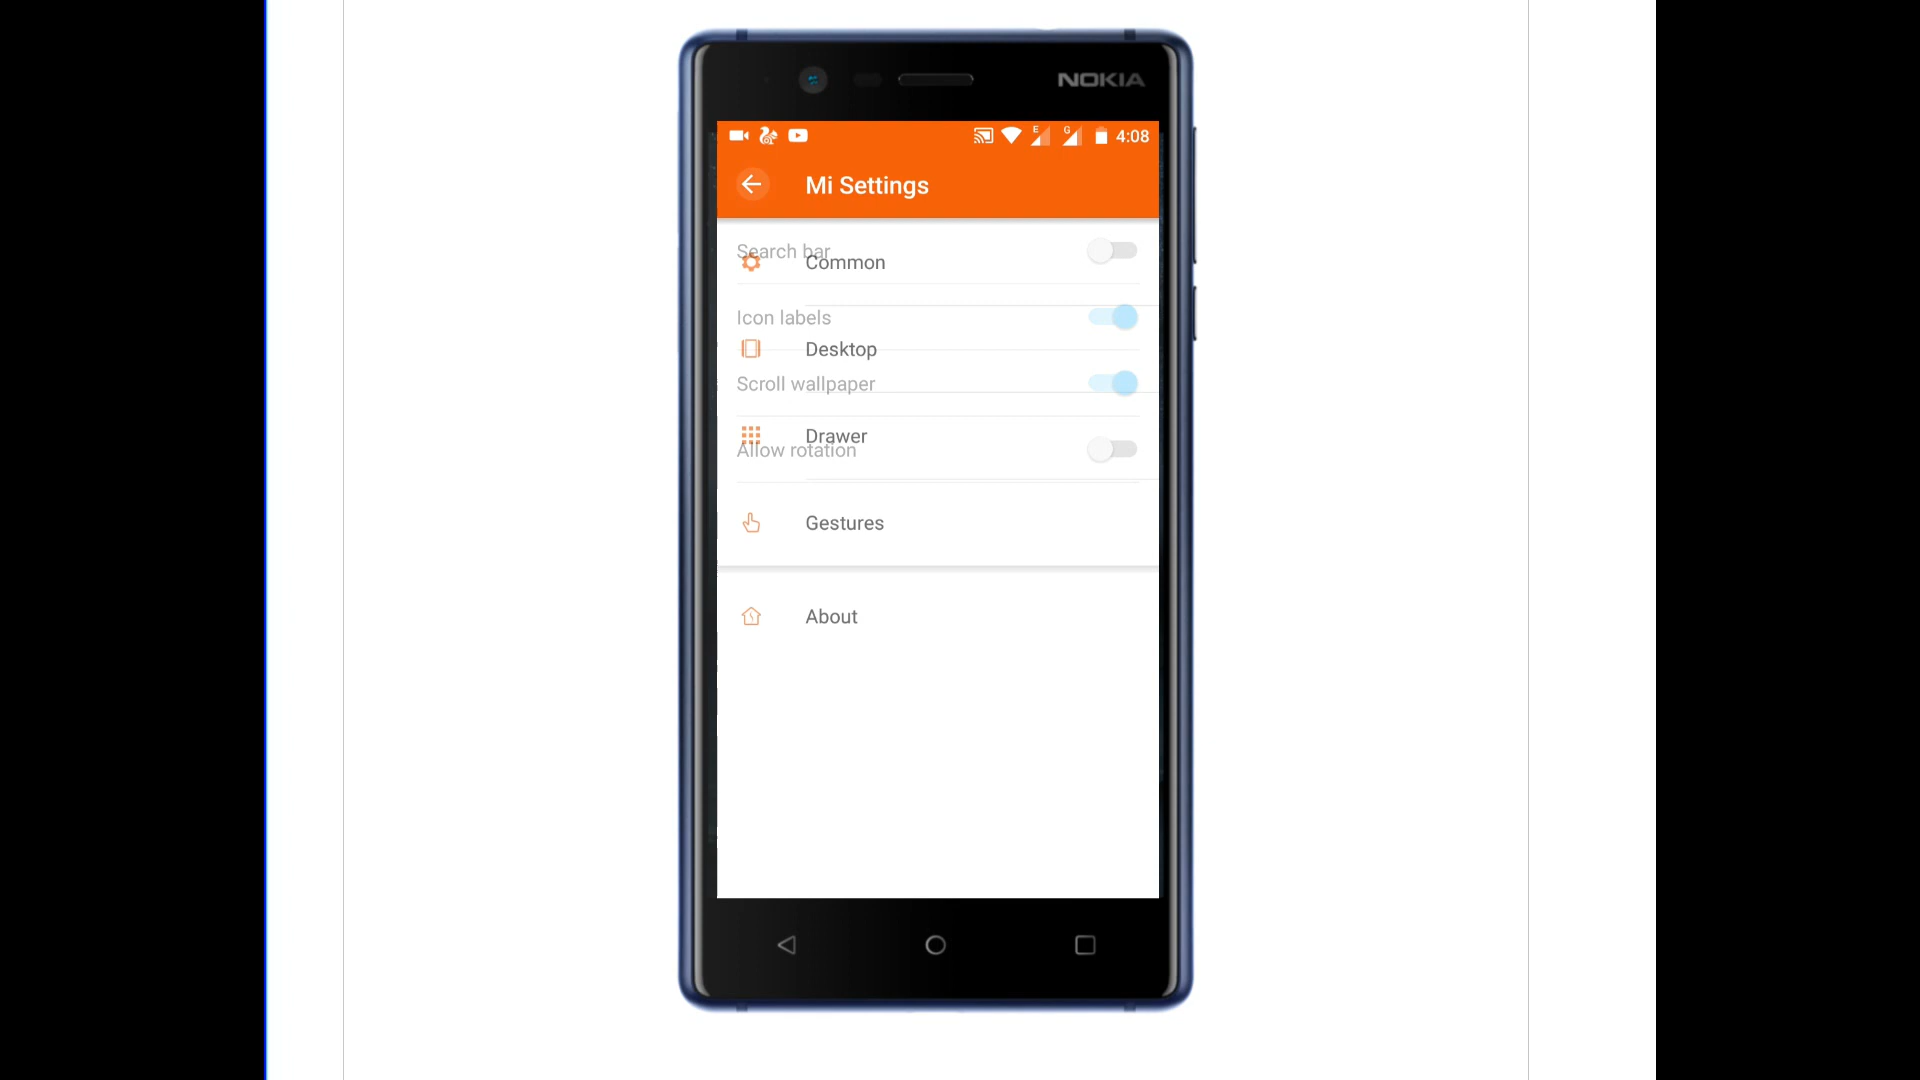 NOKIA
E G 4:08
Mi Settings
Search bar
Common
Icon labels
Desktop
Scroll wallpaper
Drawer
Allow rotation
Gestures
About